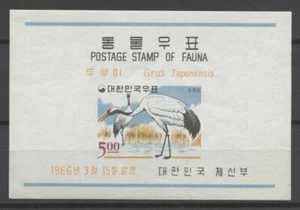 동물우표
POSTAGE STAMP OF FAUNA
두루미 Grus Japonensis
대한민국우표
5.00
1966년 3월 15일 발행 대한민국 체신부